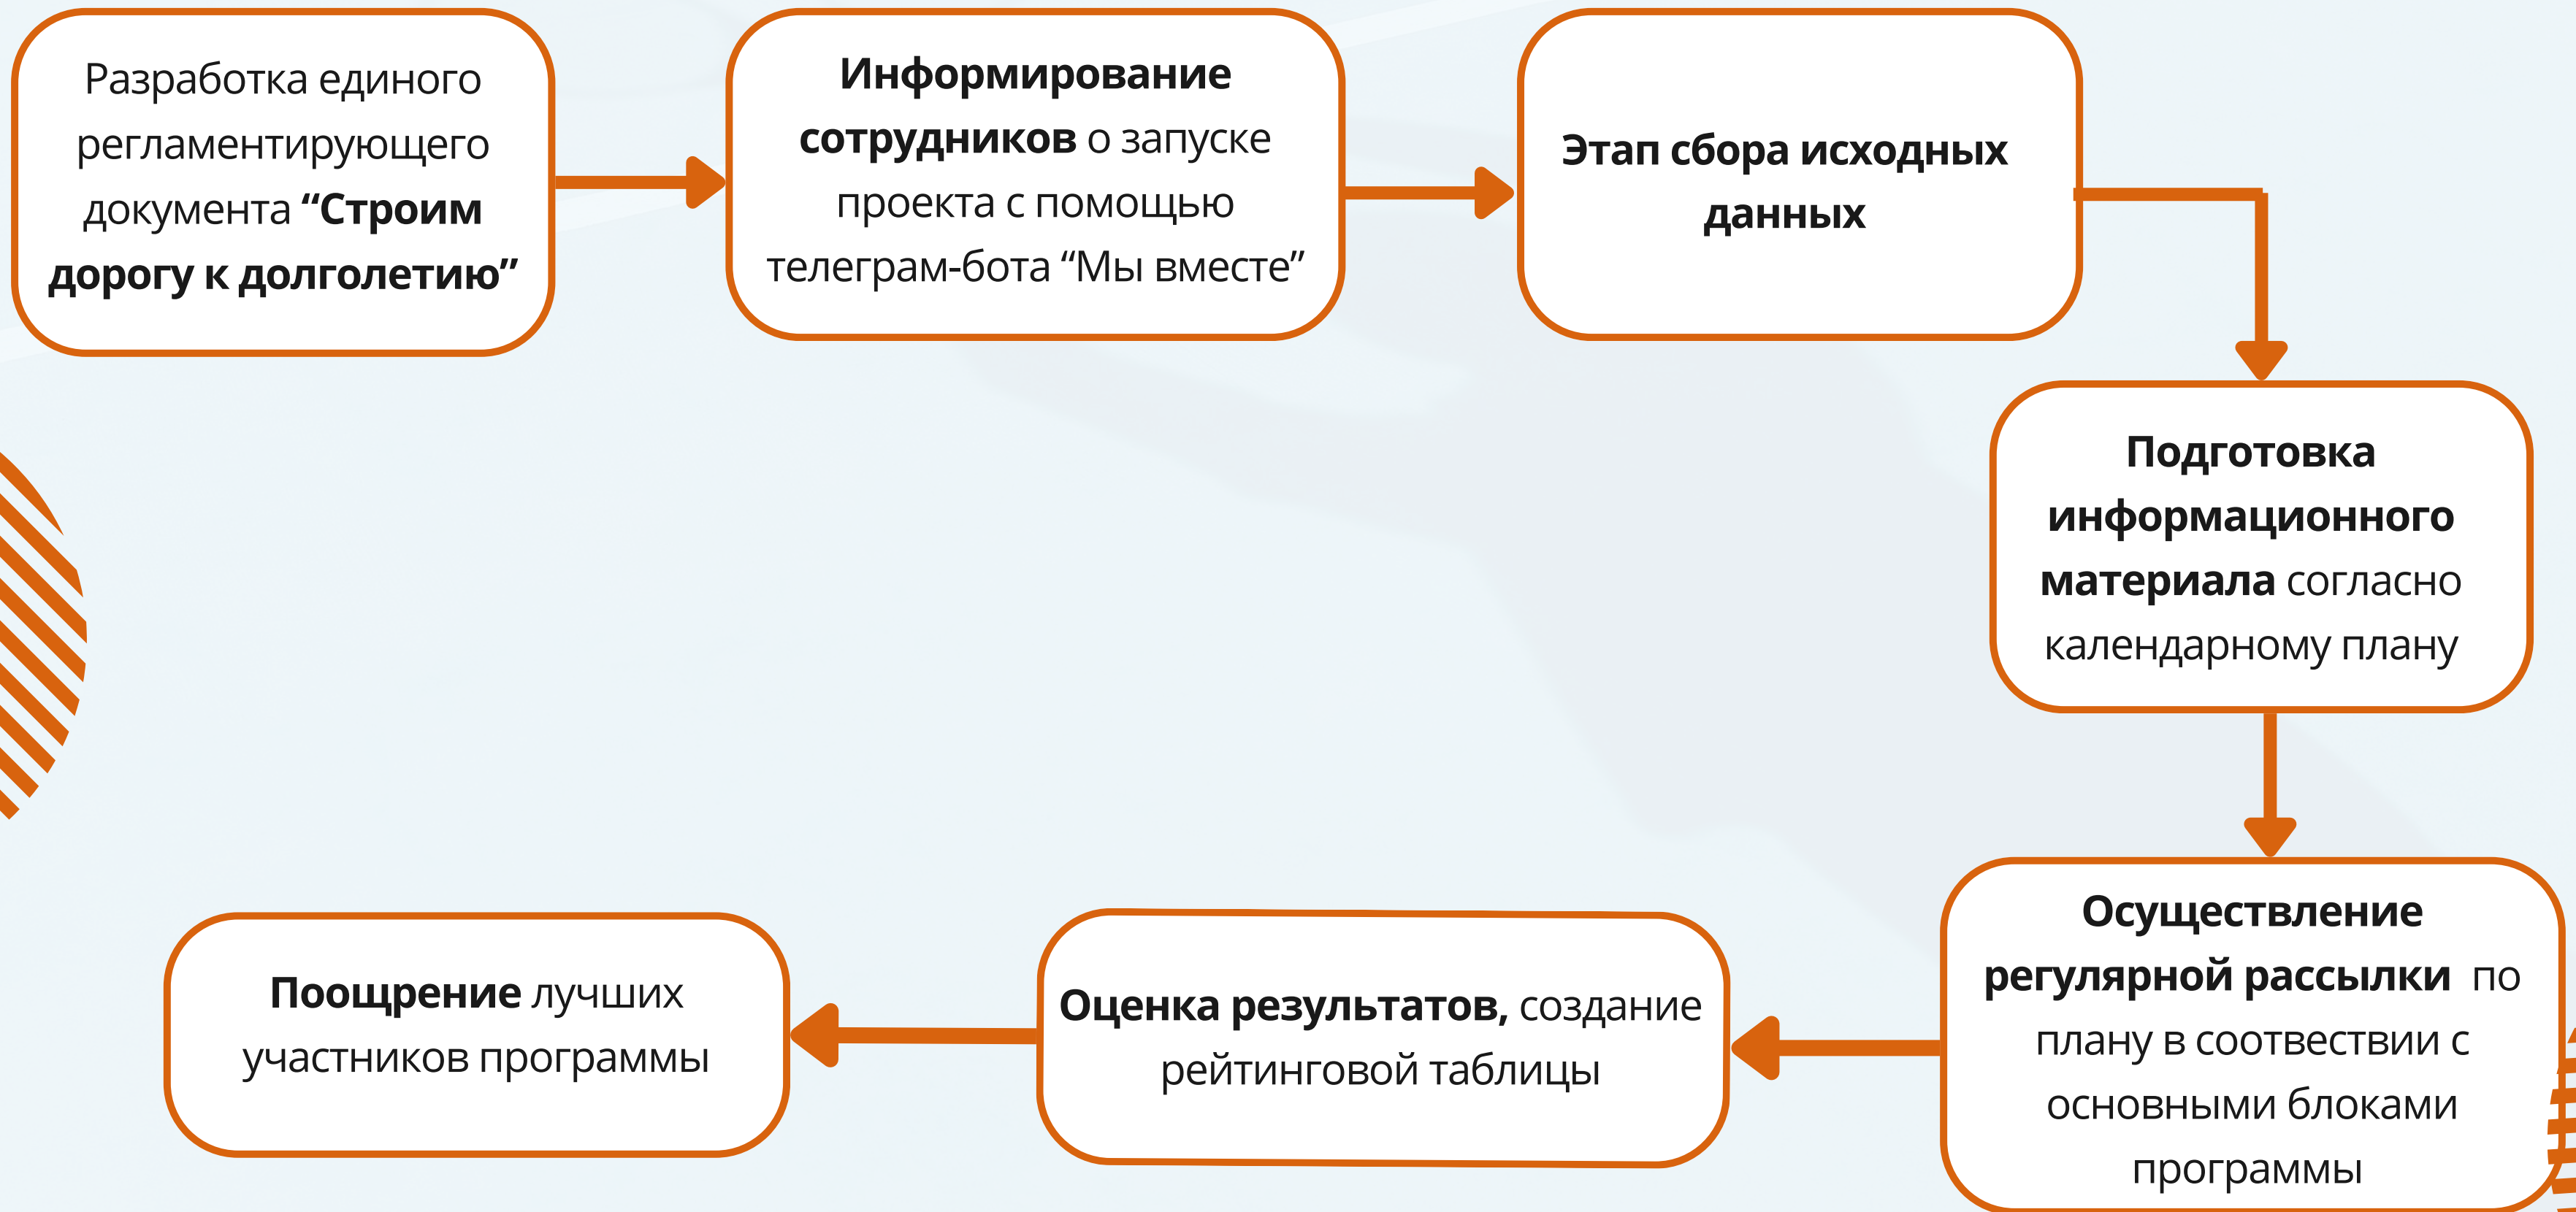 Разработка единого
регламентирующего
документа “Строим
дорогу к долголетию”
Информирование
сотрудников о запуске
проекта с помощью
телеграм-бота “Мы вместе”
Этап сбора исходных
данных
Подготовка
информационного
материала согласно
календарному плану
Осуществление
регулярной рассылки по
плану в соотвествии с
основными блоками
программы
Оценка результатов, создание
рейтинговой таблицы
Поощрение лучших
участников программы